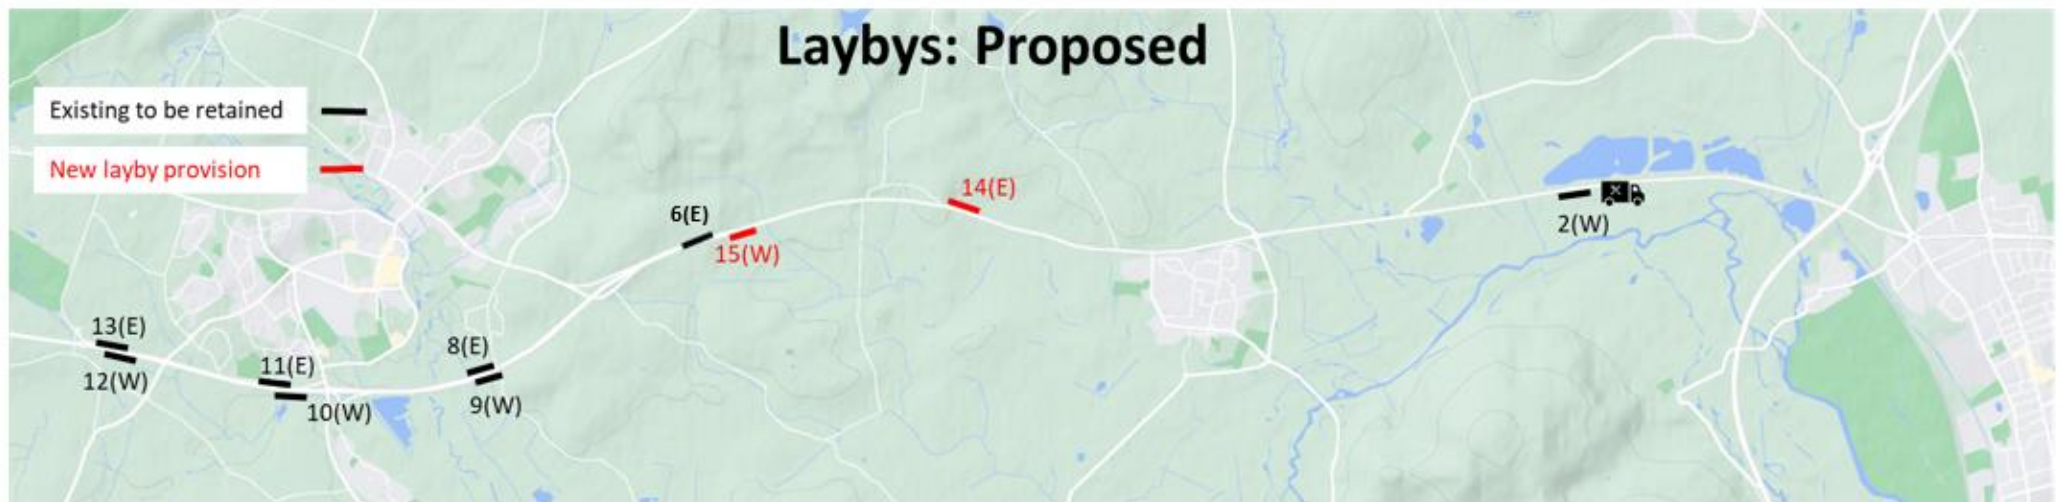 Laybys: Proposed
Existing to be retained
New layby provision
14(E)
6(E)
15(W)
2(W)
13(E)
12(W)
11(E)
10(W)
8(E)
9(W)